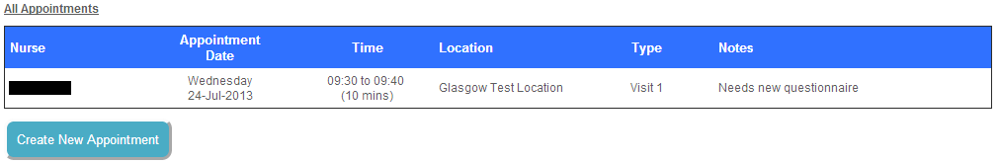 All Appointments
Nurse Appointment Date Time Location Type Notes
Wednesday 24-Jul-2013 09:30 to 09:40 (10 mins) Glasgow Test Location Visit 1 Needs new questionnaire
Create New Appointment